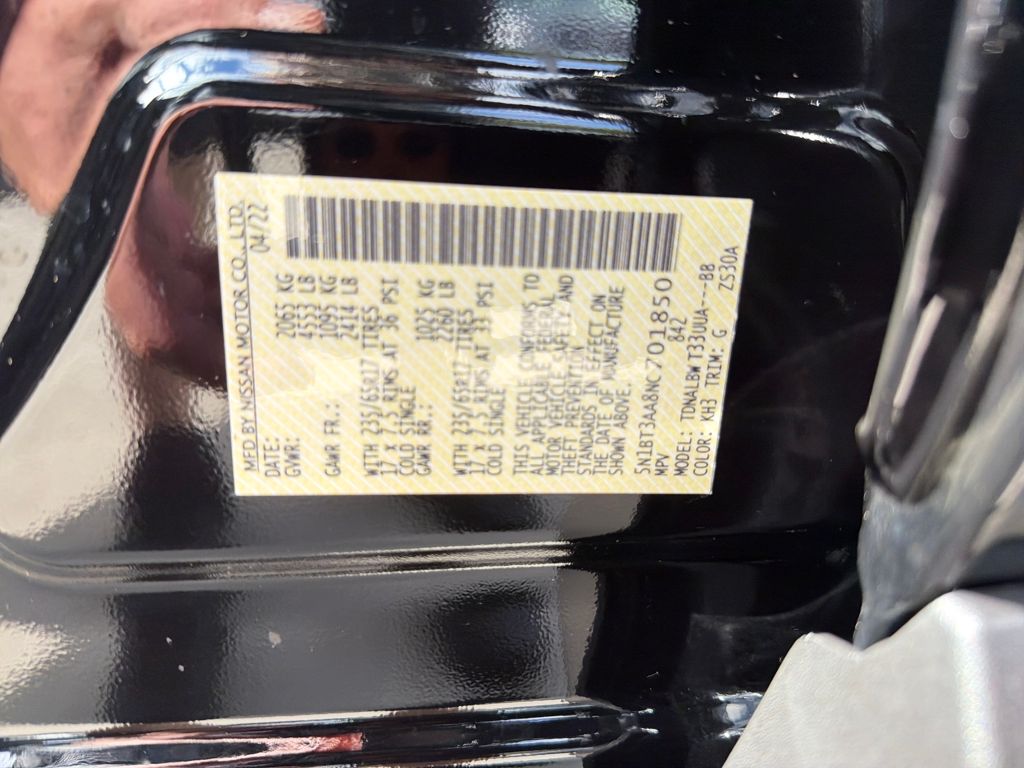 MFD BY NISSAN MOTOR CO., LTD.
DATE: 04/22
GVWR: 2065 KG
4553 LB
GAWR FR.: 1095 KG
2414 LB
WITH 235/65R17 TIRES
17 X 7.5 RIMS AT 36 PSI
COLD SINGLE
GAWR RR.: 1025 KG
2260 LB
WITH 235/65R17 TIRES
17 X 7.5 RIMS AT 33 PSI
COLD SINGLE
THIS VEHICLE CONFORMS TO
ALL APPLICABLE FEDERAL
MOTOR VEHICLE SAFETY AND
THEFT PREVENTION
STANDARDS IN EFFECT ON
THE DATE OF MANUFACTURE
SHOWN ABOVE.
5N1BT3AA8NC701850
MPV 842
MODEL: TDNALBWT33UUA---BB
COLOR: KH3 TRIM: G ZS30A